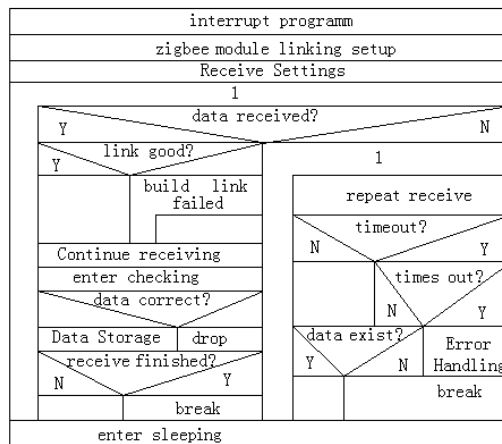 interrupt programm
zigbee module linking setup
Receive Settings
1
data received?
Y
N
link good?
Y
1
build link
failed
repeat receive
timeout?
N
Y
Continue receiving
enter checking
times out?
data correct?
N
Y
Data Storage
drop
data exist?
Error
Handling
receive finished?
Y
N
N
Y
break
break
enter sleeping